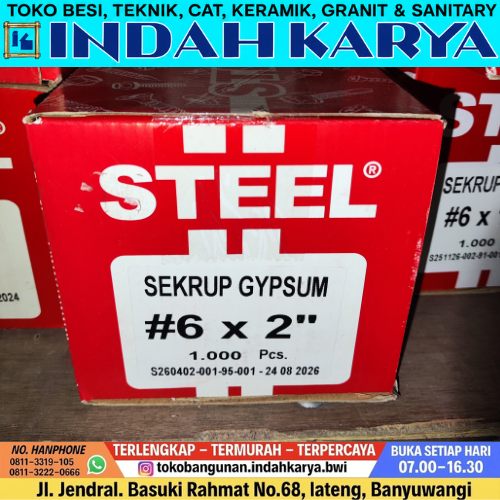 TOKO BESI, TEKNIK, CAT, KERAMIK, GRANIT & SANITARY
INDAH KARYA
STEEL
STEEL®
SEKRUP GYPSUM
#6 x 2"
1.000 Pcs.
S260402-001-95-001 - 24 08 2026
2024
SEKRUP
#6 x
1.000
S251126-002-91-001
NO. HANPHONE
0811-3319-105
0811-3222-0666
TERLENGKAP - TERMURAH - TERPERCAYA
tokobangunan.indahkarya.bwi
BUKA SETIAP HARI
07.00-16.30
Jl. Jendral. Basuki Rahmat No.68, lateng, Banyuwangi